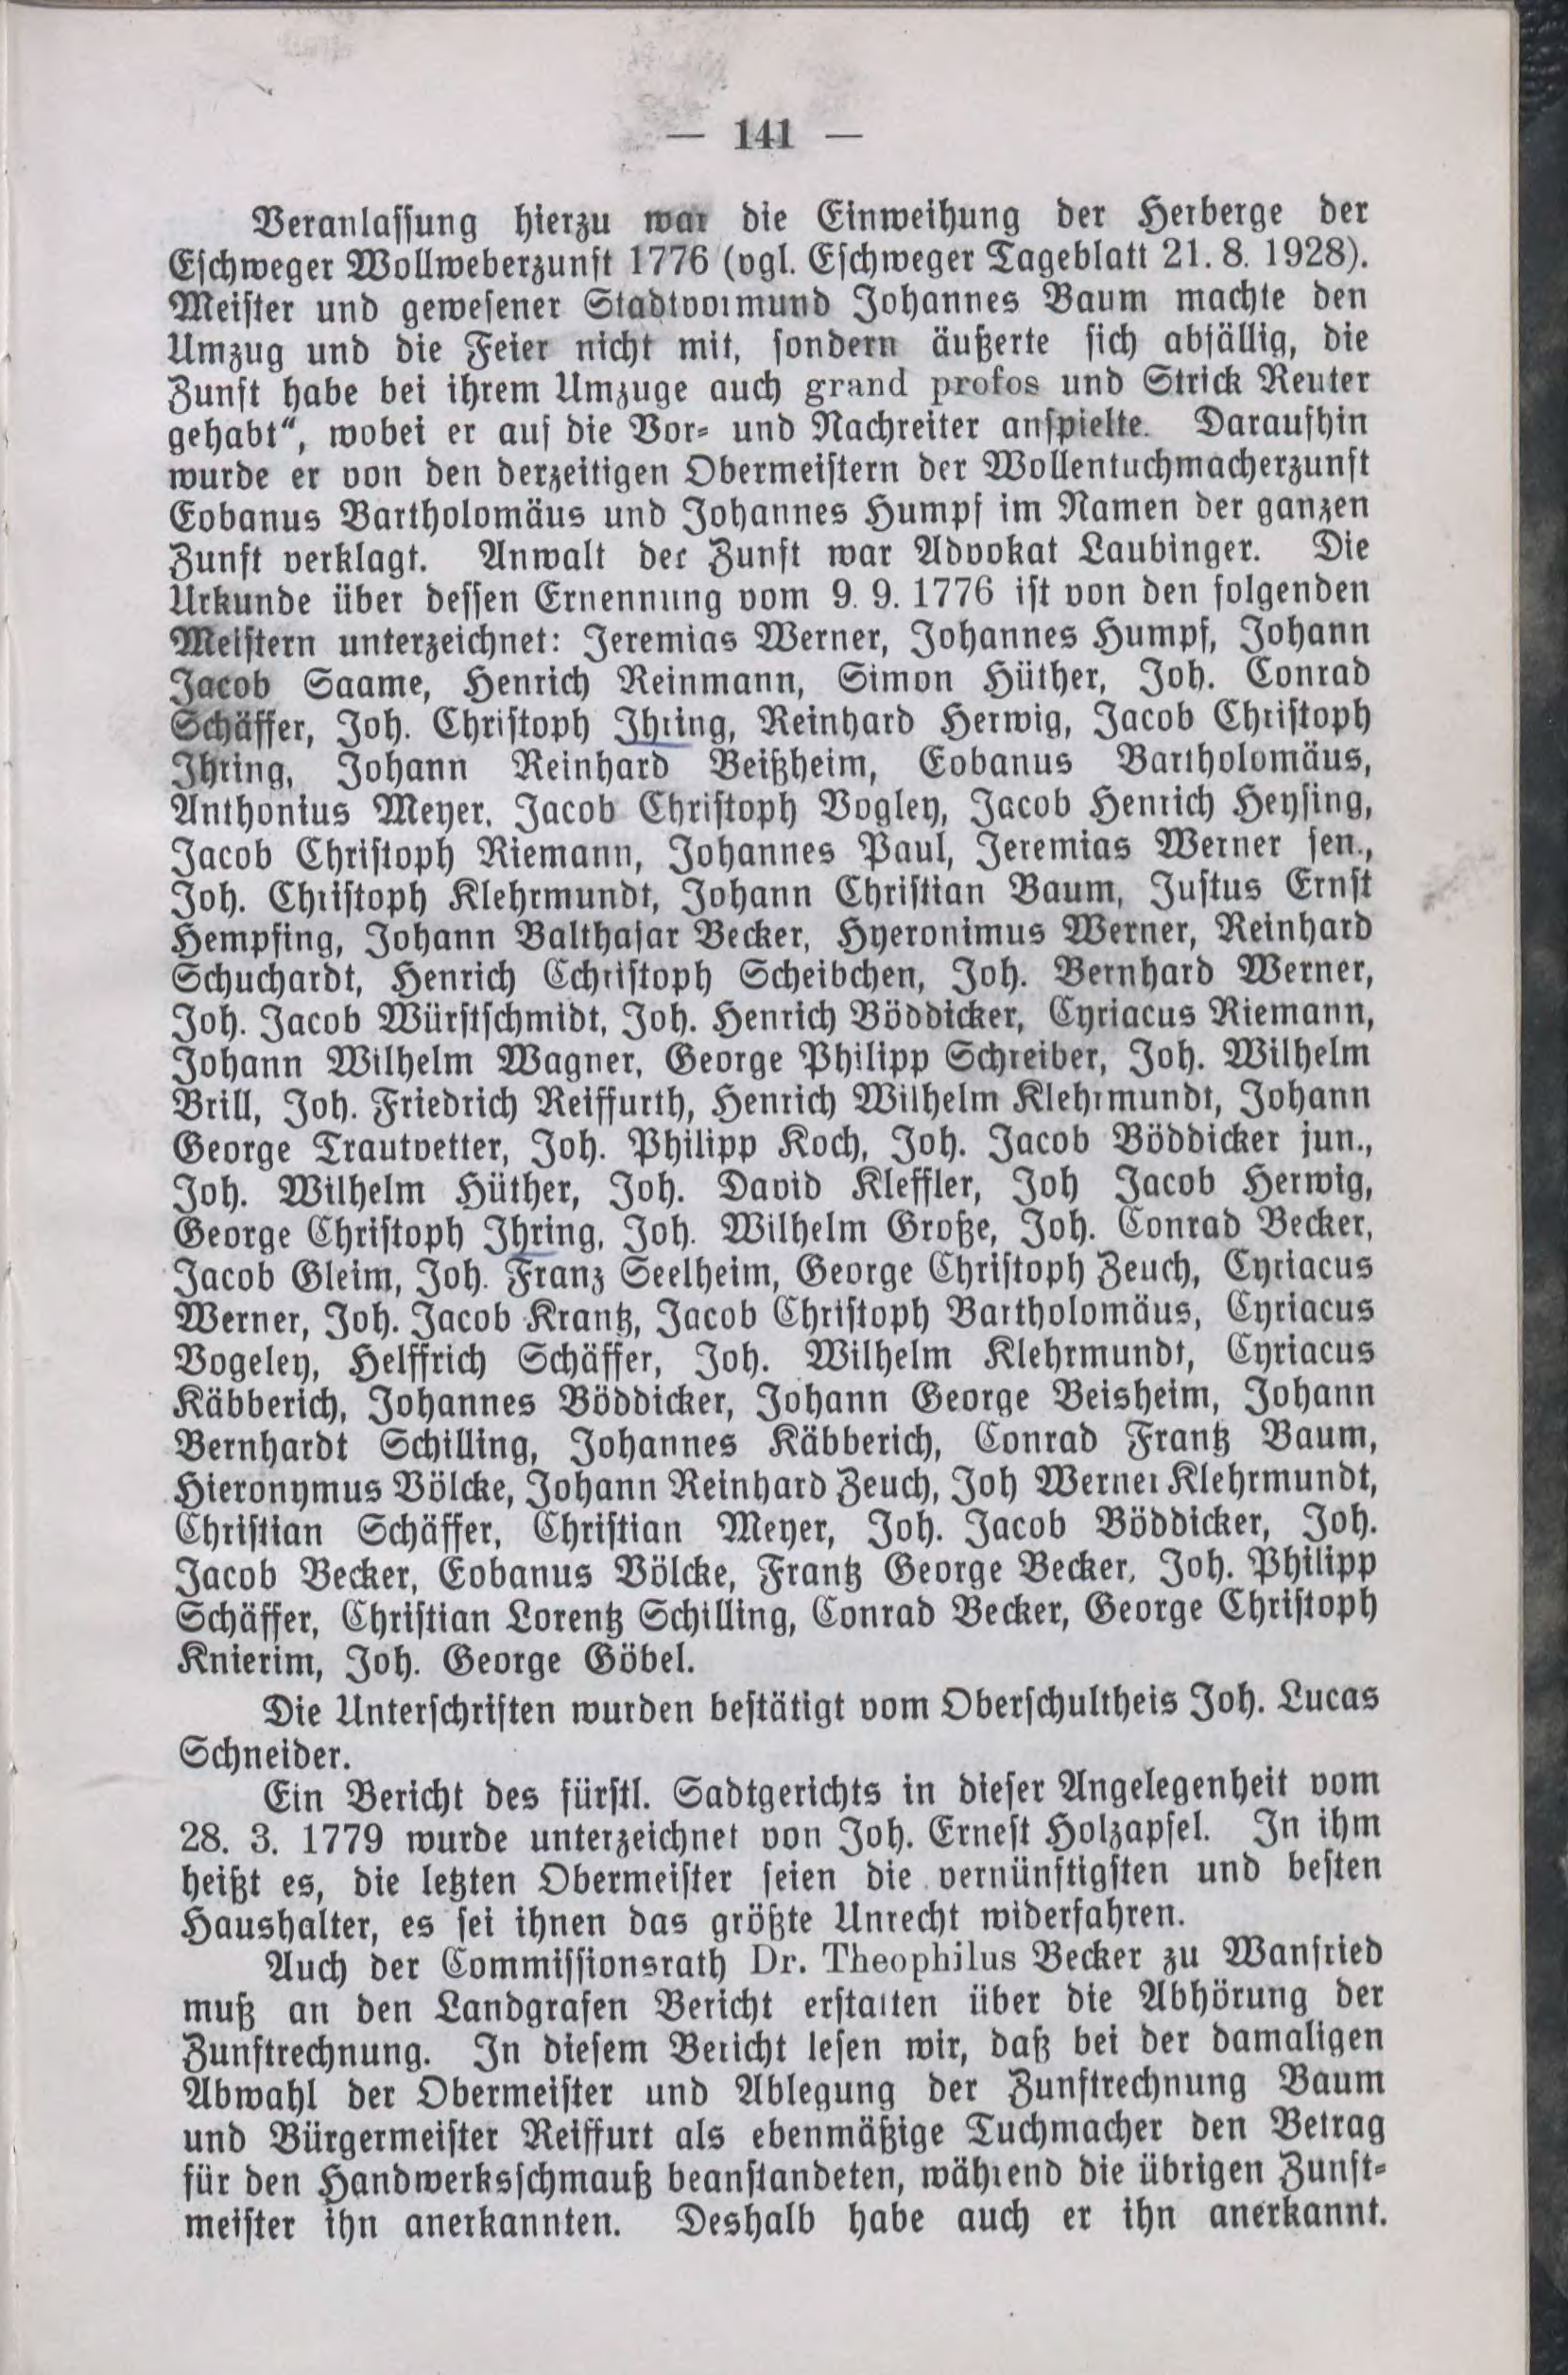 — 141 —
Veranlassung hierzu war die Einweihung der Herberge der
Eschweger Wollweberzunft 1776 (vgl. Eschweger Tageblatt 21. 8. 1928).
Meister und gewesener Stadtvormund Johannes Baum machte den
Umzug und die Feier nicht mit, sondern äußerte sich abfällig, die
Zunft habe bei ihrem Umzuge auch grand profos und Strick Reuter
gehabt“, wobei er auf die Vor- und Nachreiter anspielte. Daraufhin
wurde er von den derzeitigen Obermeistern der Wollentuchmacherzunft
Eobanus Bartholomäus und Johannes Humpf im Namen der ganzen
Zunft verklagt. Anwalt der Zunft war Advokat Laubinger. Die
Urkunde über dessen Ernennung vom 9. 9. 1776 ist von den folgenden
Meistern unterzeichnet: Jeremias Werner, Johannes Humpf, Johann
Jacob Saame, Henrich Reinmann, Simon Hüther, Joh. Conrad
Schäffer, Joh. Christoph Ihring, Reinhard Herwig, Jacob Christoph
Ihring, Johann Reinhard Beißheim, Eobanus Bartholomäus,
Anthonius Meyer, Jacob Christoph Vogley, Jacob Henrich Heysing,
Jacob Christoph Riemann, Johannes Paul, Jeremias Werner sen.,
Joh. Christoph Klehrmundt, Johann Christian Baum, Justus Ernst
Hempfing, Johann Balthasar Becker, Hyeronimus Werner, Reinhard
Schuchardt, Henrich Cchristoph Scheibchen, Joh. Bernhard Werner,
Joh. Jacob Würstschmidt, Joh. Henrich Böddicker, Cyriacus Riemann,
Johann Wilhelm Wagner, George Philipp Schreiber, Joh. Wilhelm
Brill, Joh. Friedrich Reiffurth, Henrich Wilhelm Klehrmundt, Johann
George Trautvetter, Joh. Philipp Koch, Joh. Jacob Böddicker jun.,
Joh. Wilhelm Hüther, Joh. David Kleffler, Joh Jacob Herwig,
George Christoph Ihring, Joh. Wilhelm Große, Joh. Conrad Becker,
Jacob Gleim, Joh. Franz Seelheim, George Christoph Zeuch, Cyriacus
Werner, Joh. Jacob Krantz, Jacob Christoph Bartholomäus, Cyriacus
Vogeley, Helffrich Schäffer, Joh. Wilhelm Klehrmundt, Cyriacus
Käbberich, Johannes Böddicker, Johann George Beisheim, Johann
Bernhardt Schilling, Johannes Käbberich, Conrad Frantz Baum,
Hieronymus Völcke, Johann Reinhard Zeuch, Joh Werner Klehrmundt,
Christian Schäffer, Christian Meyer, Joh. Jacob Böddicker, Joh.
Jacob Becker, Eobanus Völcke, Frantz George Becker, Joh. Philipp
Schäffer, Christian Lorentz Schilling, Conrad Becker, George Christoph
Knierim, Joh. George Göbel.
Die Unterschriften wurden bestätigt vom Oberschultheis Joh. Lucas
Schneider.
Ein Bericht des fürstl. Sadtgerichts in dieser Angelegenheit vom
28. 3. 1779 wurde unterzeichnet von Joh. Ernest Holzapfel. In ihm
heißt es, die letzten Obermeister seien die vernünftigsten und besten
Haushalter, es sei ihnen das größte Unrecht widerfahren.
Auch der Commissionsrath Dr. Theophilus Becker zu Wanfried
muß an den Landgrafen Bericht erstatten über die Abhörung der
Zunftrechnung. In diesem Bericht lesen wir, daß bei der damaligen
Abwahl der Obermeister und Ablegung der Zunftrechnung Baum
und Bürgermeister Reiffurt als ebenmäßige Tuchmacher den Betrag
für den Handwerksschmauß beanstandeten, während die übrigen Zunft-
meister ihn anerkannten. Deshalb habe auch er ihn anerkannt.